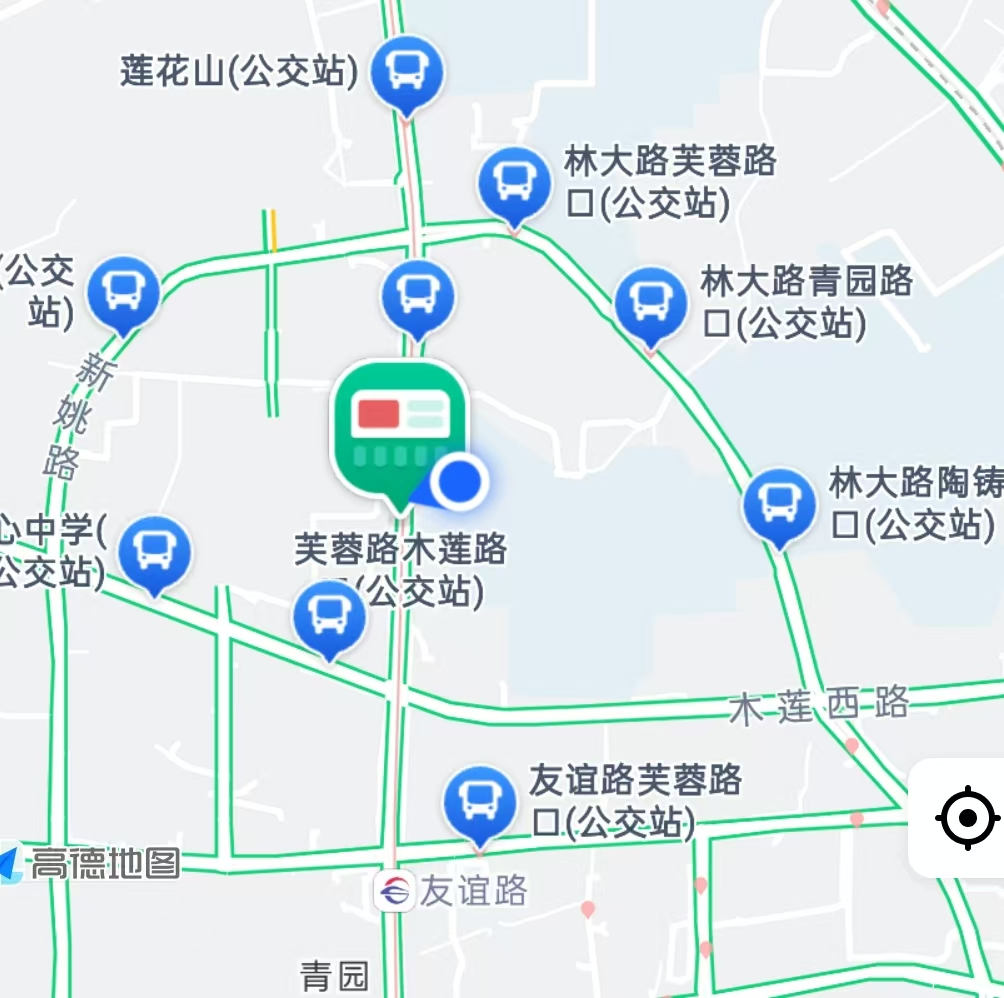 莲花山(公交站)
林大路芙蓉路
口(公交站)
(公交
站)
林大路青园路
口(公交站)
新姚路
林大路陶铸
口(公交站)
心中学(
公交站)
芙蓉路木莲路
(公交站)
木莲西路
友谊路芙蓉路
口(公交站)
高德地图
友谊路
青园